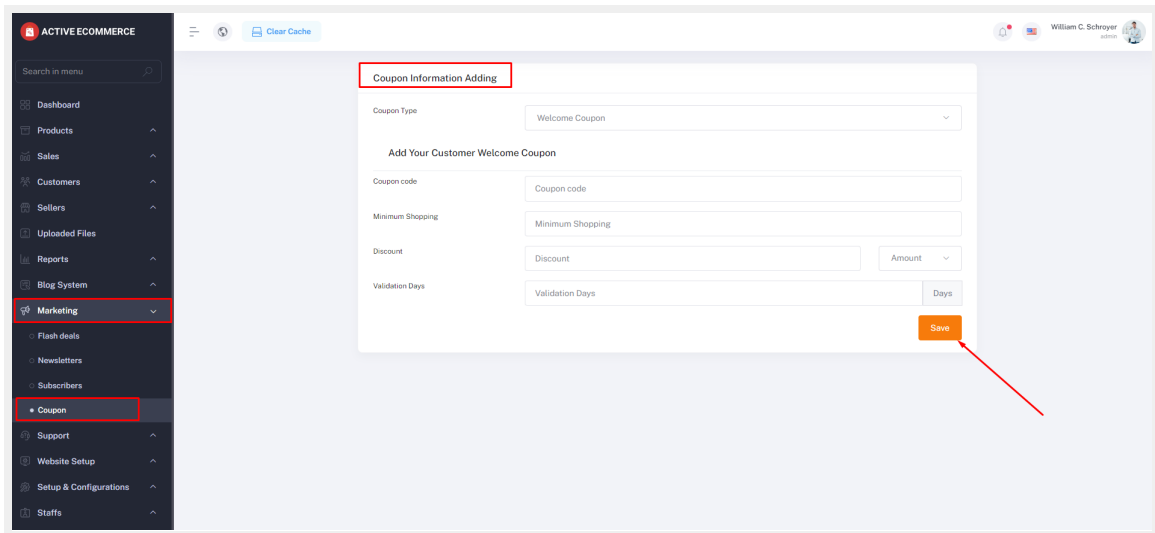 ACTIVE ECOMMERCE
Clear Cache
William C. Schroyer
admin
Search in menu
Dashboard
Products
Sales
Customers
Sellers
Uploaded Files
Reports
Blog System
Marketing
Flash deals
Newsletters
Subscribers
Coupon
Support
Website Setup
Setup & Configurations
Staffs
Coupon Information Adding
Coupon Type
Welcome Coupon
Add Your Customer Welcome Coupon
Coupon code
Coupon code
Minimum Shopping
Minimum Shopping
Discount
Discount
Amount
Validation Days
Validation Days
Days
Save